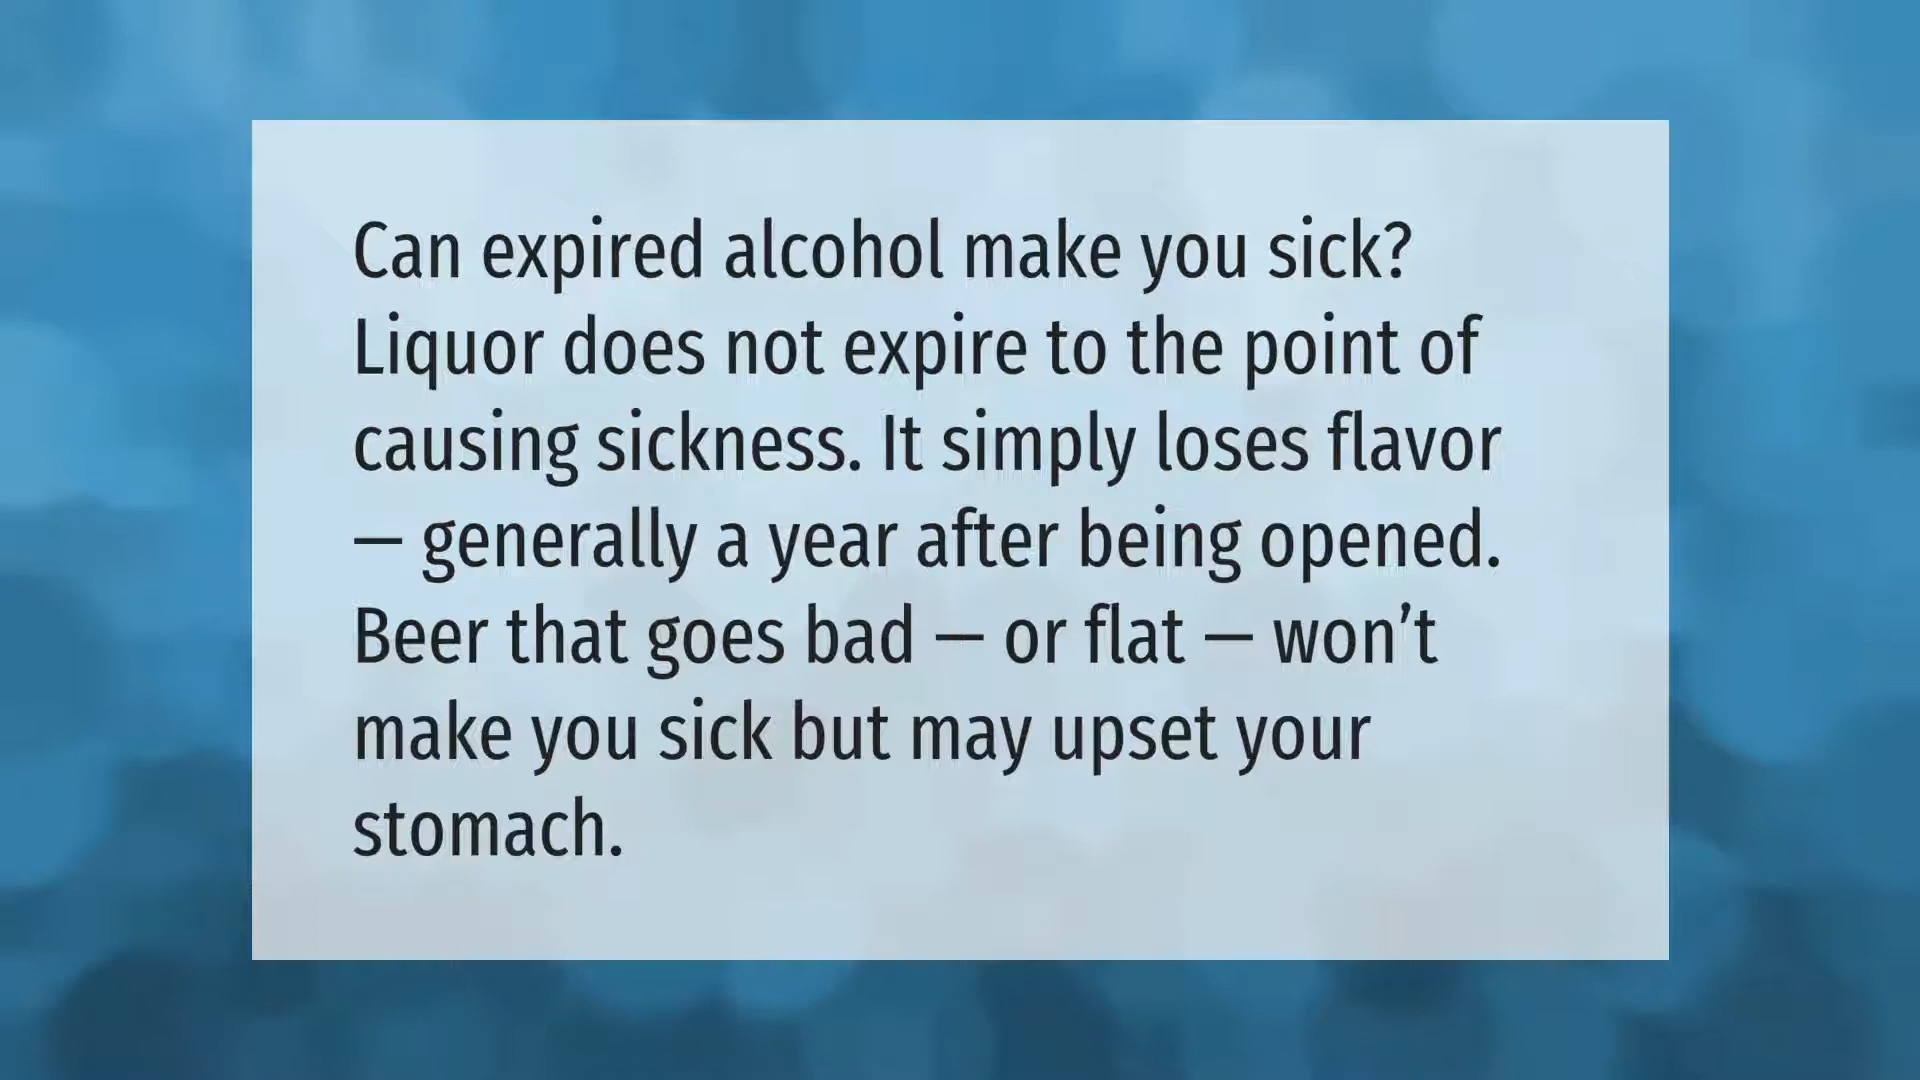 Can expired alcohol make you sick?
Liquor does not expire to the point of
causing sickness. It simply loses flavor
— generally a year after being opened.
Beer that goes bad — or flat — won’t
make you sick but may upset your
stomach.